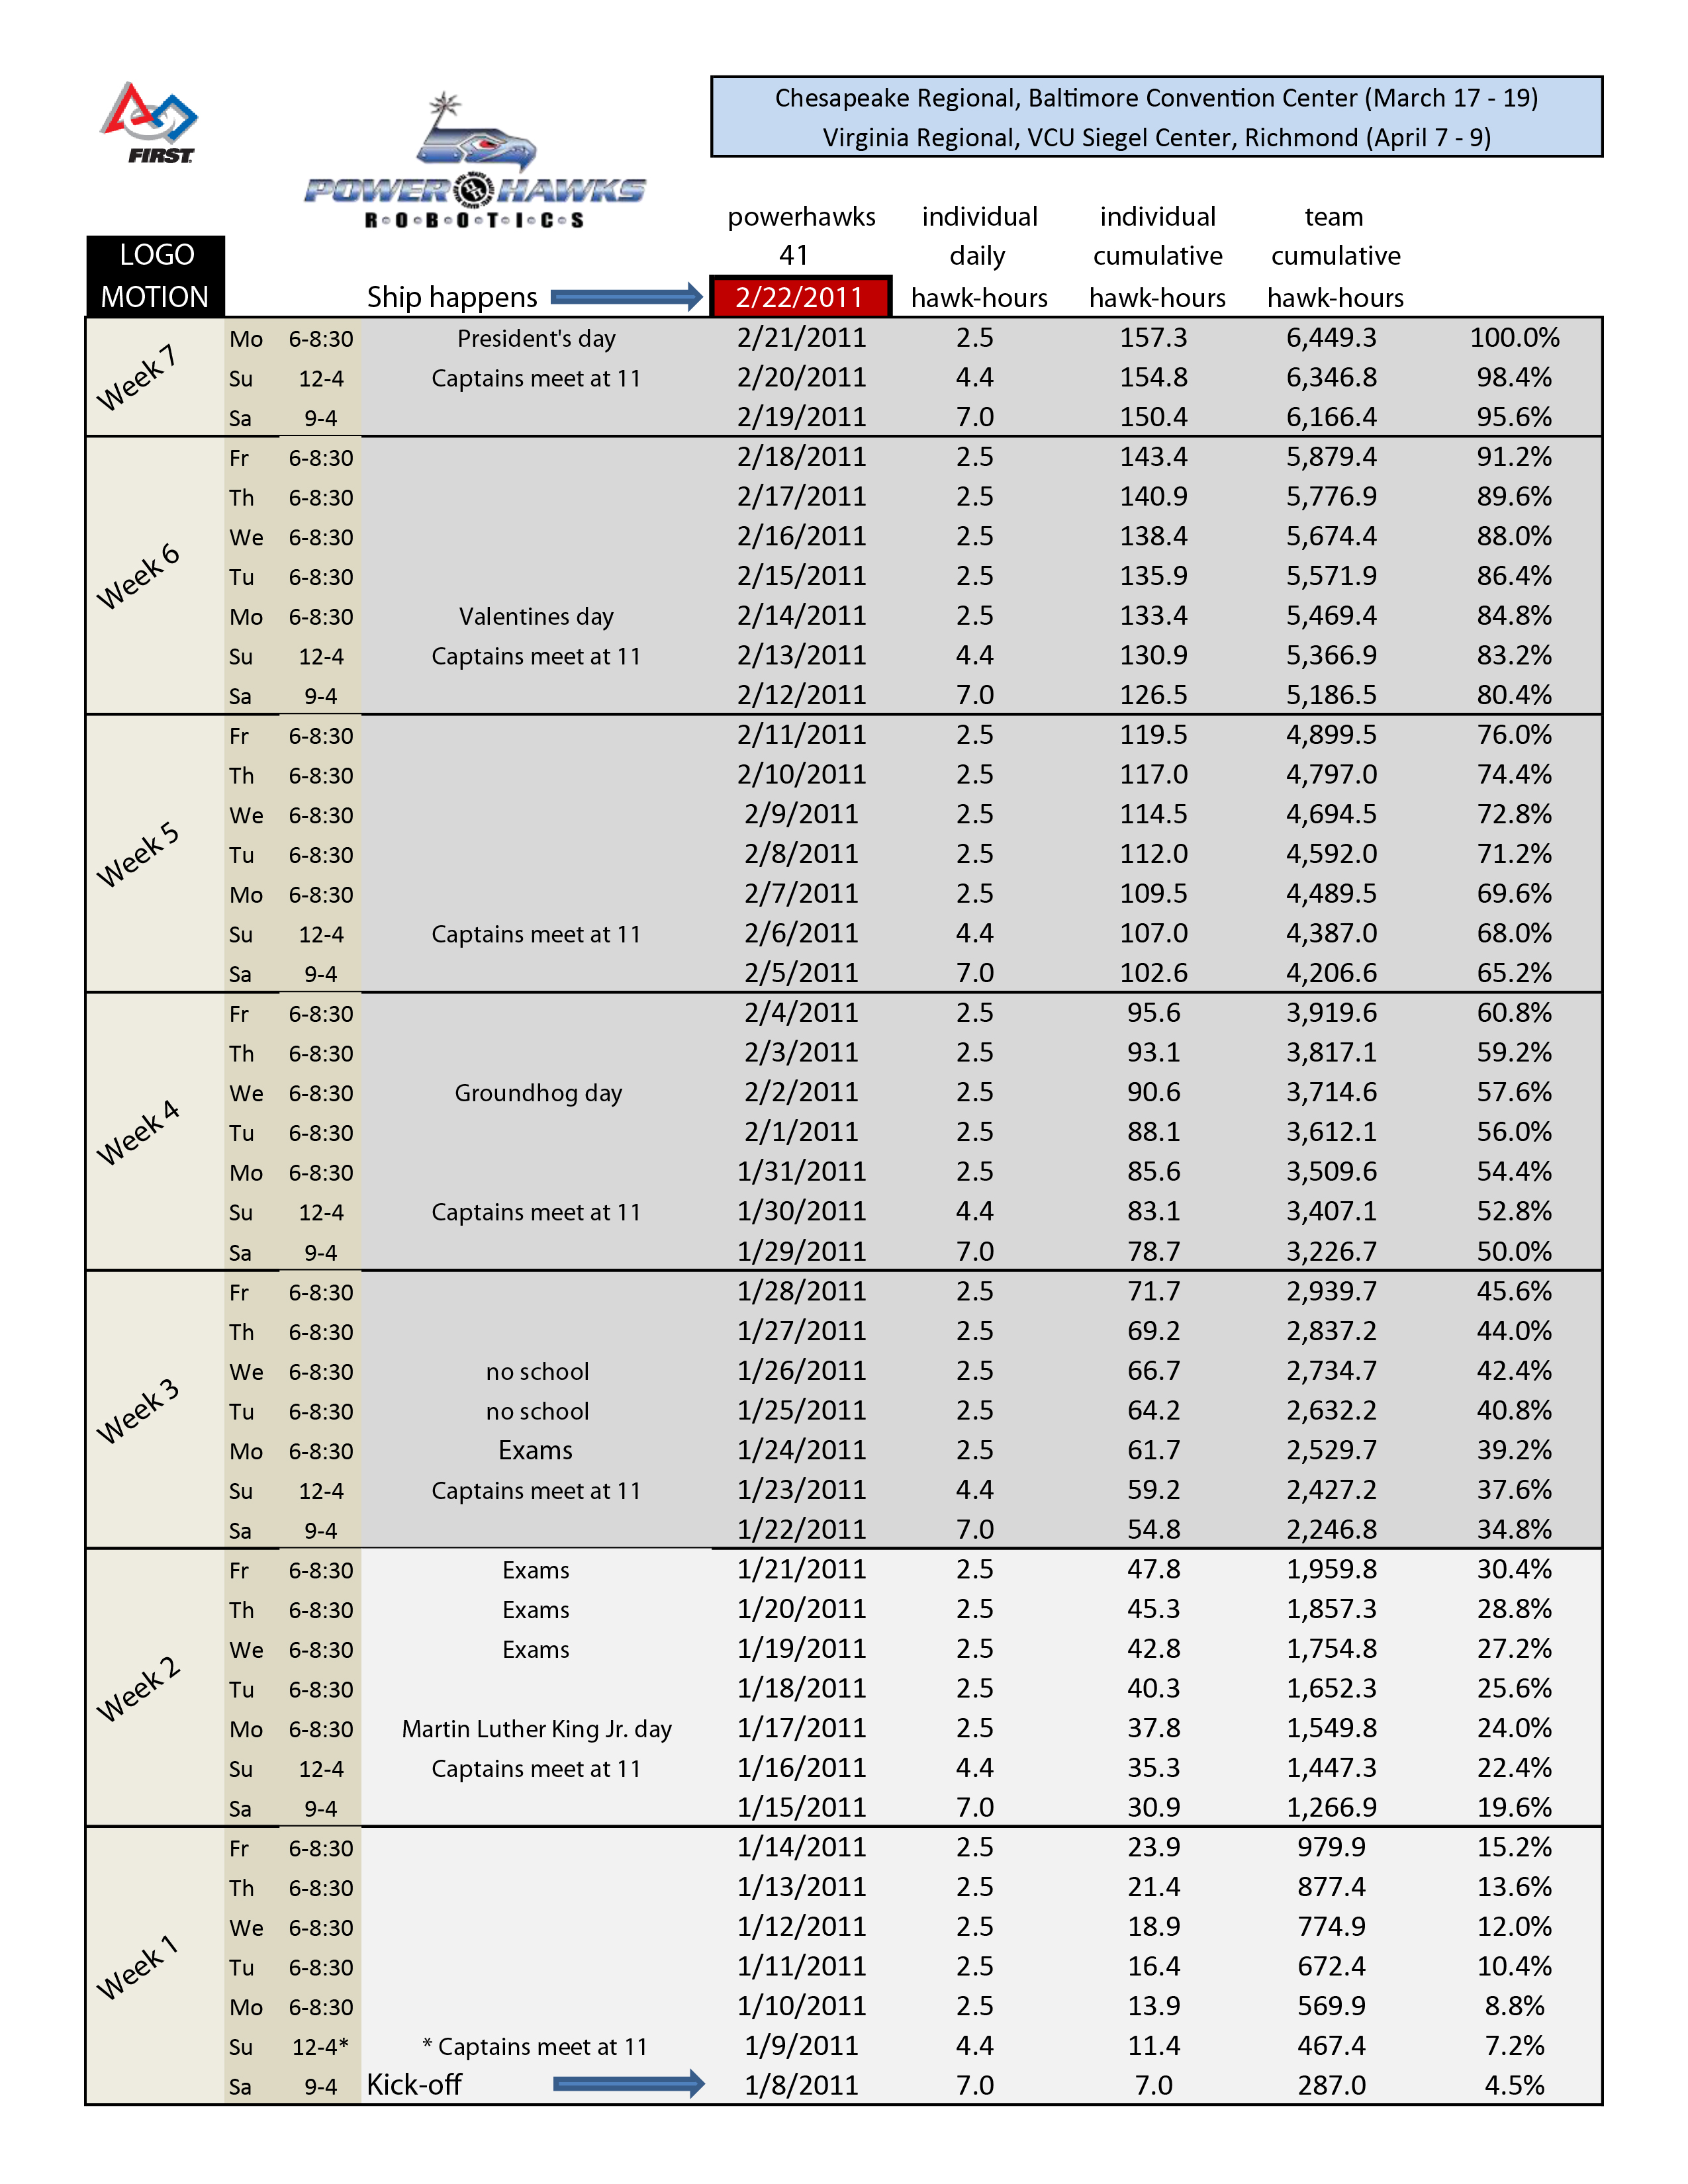 FIRST
POWER HAWKS
R·O·B·O·T·I·C·S
Chesapeake Regional, Baltimore Convention Center (March 17 - 19)
Virginia Regional, VCU Siegel Center, Richmond (April 7 - 9)
powerhawks individual individual team
LOGO 41 daily cumulative cumulative
MOTION Ship happens 2/22/2011 hawk-hours hawk-hours hawk-hours
Week 7
Mo 6-8:30 President's day 2/21/2011 2.5 157.3 6,449.3 100.0%
Su 12-4 Captains meet at 11 2/20/2011 4.4 154.8 6,346.8 98.4%
Sa 9-4 2/19/2011 7.0 150.4 6,166.4 95.6%
Week 6
Fr 6-8:30 2/18/2011 2.5 143.4 5,879.4 91.2%
Th 6-8:30 2/17/2011 2.5 140.9 5,776.9 89.6%
We 6-8:30 2/16/2011 2.5 138.4 5,674.4 88.0%
Tu 6-8:30 2/15/2011 2.5 135.9 5,571.9 86.4%
Mo 6-8:30 Valentines day 2/14/2011 2.5 133.4 5,469.4 84.8%
Su 12-4 Captains meet at 11 2/13/2011 4.4 130.9 5,366.9 83.2%
Sa 9-4 2/12/2011 7.0 126.5 5,186.5 80.4%
Week 5
Fr 6-8:30 2/11/2011 2.5 119.5 4,899.5 76.0%
Th 6-8:30 2/10/2011 2.5 117.0 4,797.0 74.4%
We 6-8:30 2/9/2011 2.5 114.5 4,694.5 72.8%
Tu 6-8:30 2/8/2011 2.5 112.0 4,592.0 71.2%
Mo 6-8:30 2/7/2011 2.5 109.5 4,489.5 69.6%
Su 12-4 Captains meet at 11 2/6/2011 4.4 107.0 4,387.0 68.0%
Sa 9-4 2/5/2011 7.0 102.6 4,206.6 65.2%
Week 4
Fr 6-8:30 2/4/2011 2.5 95.6 3,919.6 60.8%
Th 6-8:30 2/3/2011 2.5 93.1 3,817.1 59.2%
We 6-8:30 Groundhog day 2/2/2011 2.5 90.6 3,714.6 57.6%
Tu 6-8:30 2/1/2011 2.5 88.1 3,612.1 56.0%
Mo 6-8:30 1/31/2011 2.5 85.6 3,509.6 54.4%
Su 12-4 Captains meet at 11 1/30/2011 4.4 83.1 3,407.1 52.8%
Sa 9-4 1/29/2011 7.0 78.7 3,226.7 50.0%
Week 3
Fr 6-8:30 1/28/2011 2.5 71.7 2,939.7 45.6%
Th 6-8:30 1/27/2011 2.5 69.2 2,837.2 44.0%
We 6-8:30 no school 1/26/2011 2.5 66.7 2,734.7 42.4%
Tu 6-8:30 no school 1/25/2011 2.5 64.2 2,632.2 40.8%
Mo 6-8:30 Exams 1/24/2011 2.5 61.7 2,529.7 39.2%
Su 12-4 Captains meet at 11 1/23/2011 4.4 59.2 2,427.2 37.6%
Sa 9-4 1/22/2011 7.0 54.8 2,246.8 34.8%
Week 2
Fr 6-8:30 Exams 1/21/2011 2.5 47.8 1,959.8 30.4%
Th 6-8:30 Exams 1/20/2011 2.5 45.3 1,857.3 28.8%
We 6-8:30 Exams 1/19/2011 2.5 42.8 1,754.8 27.2%
Tu 6-8:30 1/18/2011 2.5 40.3 1,652.3 25.6%
Mo 6-8:30 Martin Luther King Jr. day 1/17/2011 2.5 37.8 1,549.8 24.0%
Su 12-4 Captains meet at 11 1/16/2011 4.4 35.3 1,447.3 22.4%
Sa 9-4 1/15/2011 7.0 30.9 1,266.9 19.6%
Week 1
Fr 6-8:30 1/14/2011 2.5 23.9 979.9 15.2%
Th 6-8:30 1/13/2011 2.5 21.4 877.4 13.6%
We 6-8:30 1/12/2011 2.5 18.9 774.9 12.0%
Tu 6-8:30 1/11/2011 2.5 16.4 672.4 10.4%
Mo 6-8:30 1/10/2011 2.5 13.9 569.9 8.8%
Su 12-4* * Captains meet at 11 1/9/2011 4.4 11.4 467.4 7.2%
Sa 9-4 Kick-off 1/8/2011 7.0 7.0 287.0 4.5%